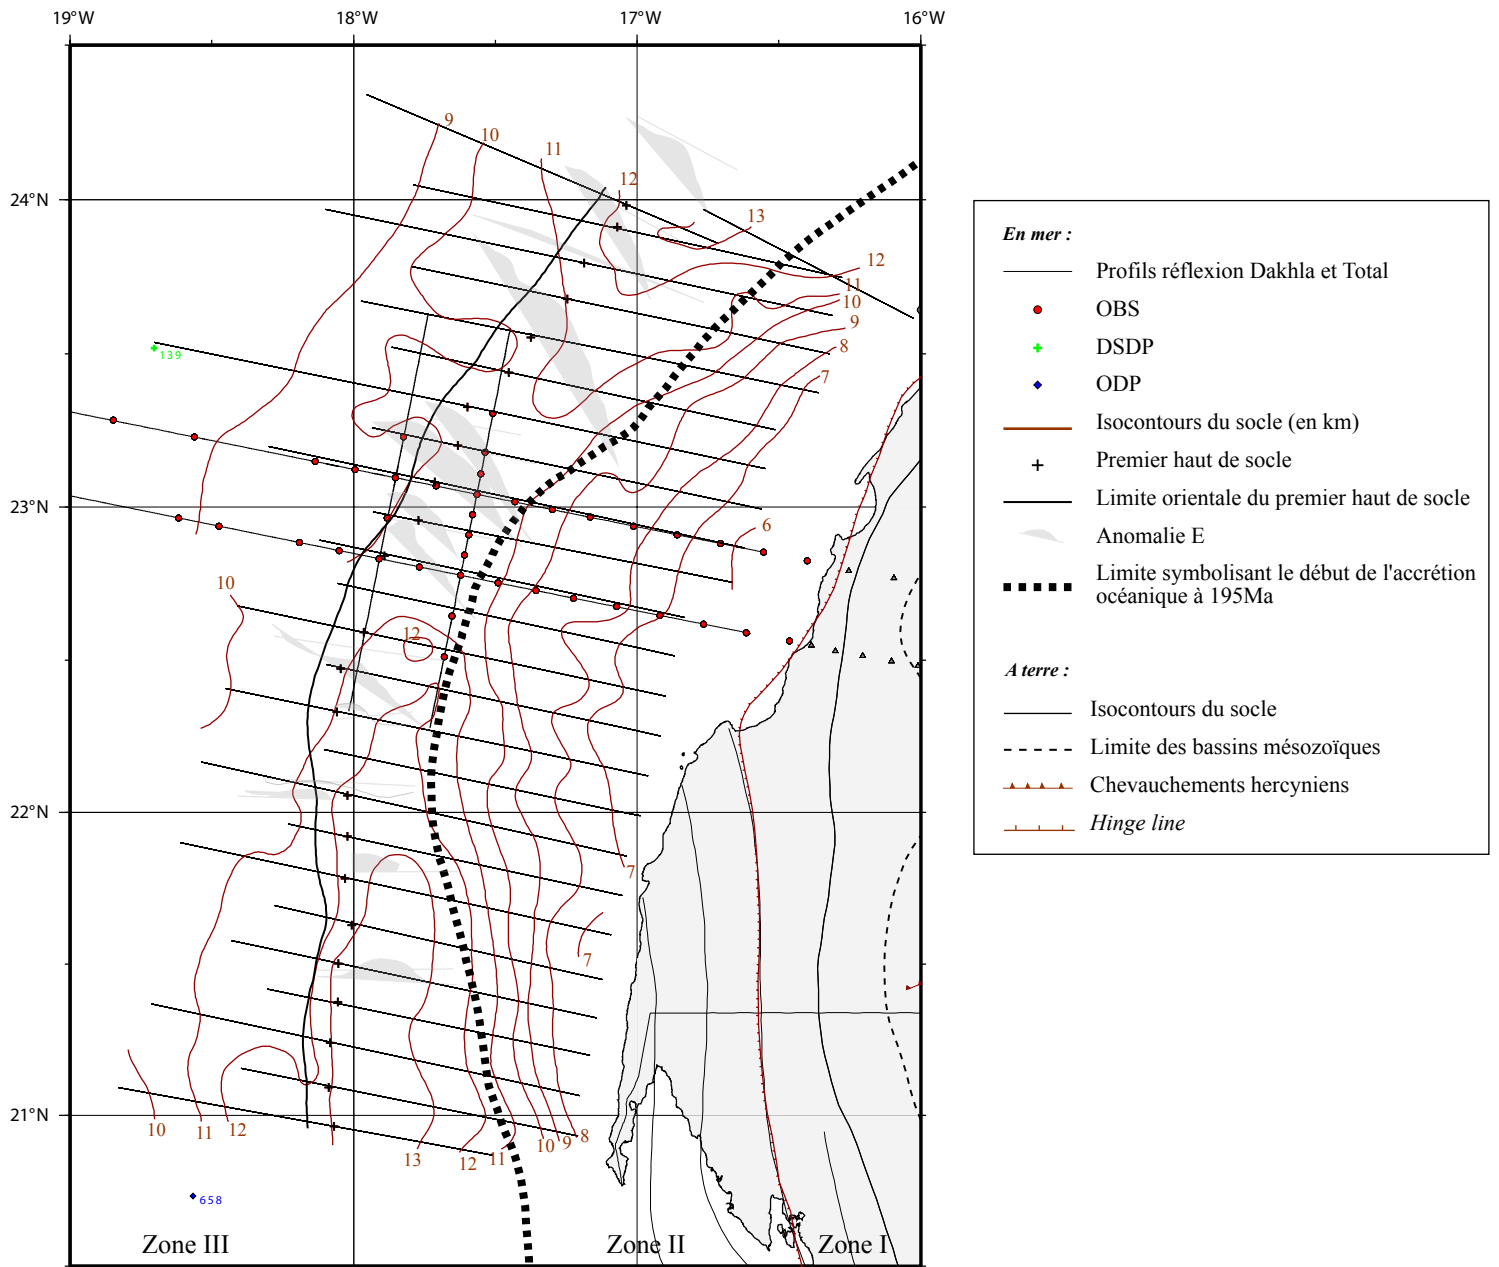 19°W 18°W 17°W 16°W
24°N
23°N
22°N
21°N
9
10
11
12
13
12
11
10
9
8
7
6
139
10
12
7
7
10
11
12
13
12
11
10
9
8
658
Zone III
Zone II
Zone I
En mer :
Profils réflexion Dakhla et Total
OBS
DSDP
ODP
Isocontours du socle (en km)
Premier haut de socle
Limite orientale du premier haut de socle
Anomalie E
Limite symbolisant le début de l'accrétion
océanique à 195Ma
A terre :
Isocontours du socle
Limite des bassins mésozoïques
Chevauchements hercyniens
Hinge line